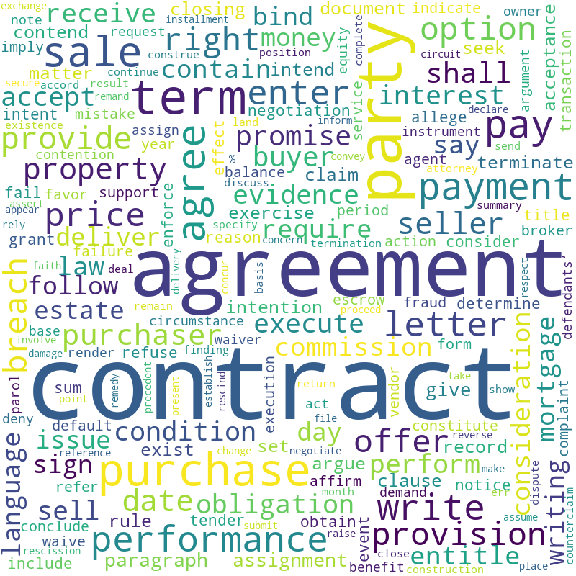 exchange note installment request closing document indicate owner
receive bind
imply construe position complete equity
sale right money option
contend contain seek
matter continue accord result remand
accept enter interest shall circuit argument acceptance
intent mistake negotiation service allege instrument inform declare transaction
existence assign effect land
secure term party
provide promise say pay
contention year % convey agent send
agree buyer balance claim discuss attorney terminate
property evidence payment
fail favor support enforce exercise period summary title
assert appear rely grant failure reason require specify concern termination action consider broker
price deliver seller
faith deal delivery occur basis respect defendants'
law follow agreement
breach estate intention escrow fraud determine
remain proceed
base circumstance waiver letter
involve render refuse finding execute
purchaser commission form
damage
contract
parol sum remedy precedent present establish rescind execution return vendor give take show mortgage complaint
deny point default act file constitute reverse
language issue condition day offer record consideration
reference exist set change negotiate make
sign argue perform writing
refer purchase affirm clause notice dispute
date obligation month demand err
conclude rule tender write assume counterclaim
sell obtain submit raise event provision
waive performance close
rescission paragraph assignment benefit entitle place
include construction